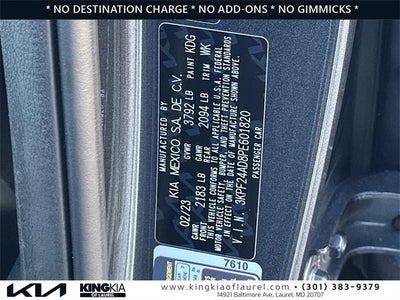 * NO DESTINATION CHARGE * NO ADD-ONS * NO GIMMICKS *
MANUFACTURED BY
KIA MEXICO S.A. DE C.V.
02/23 GVWR 3792 LB PAINT KDG
GAWR FRONT 2183 LB GAWR REAR 2094 LB TRIM WK
THIS VEHICLE CONFORMS TO ALL APPLICABLE U.S.A. FEDERAL
MOTOR VEHICLE SAFETY, BUMPER, AND THEFT PREVENTION STANDARDS
IN EFFECT ON THE DATE OF MANUFACTURE SHOWN ABOVE.
V.I.N. : 3KPF24AD8PE601820
PASSENGER CAR
7610
KIA KING KIA
OF LAUREL
www.kingkiaoflaurel.com • (301) 383-9379
14921 Baltimore Ave, Laurel, MD 20707